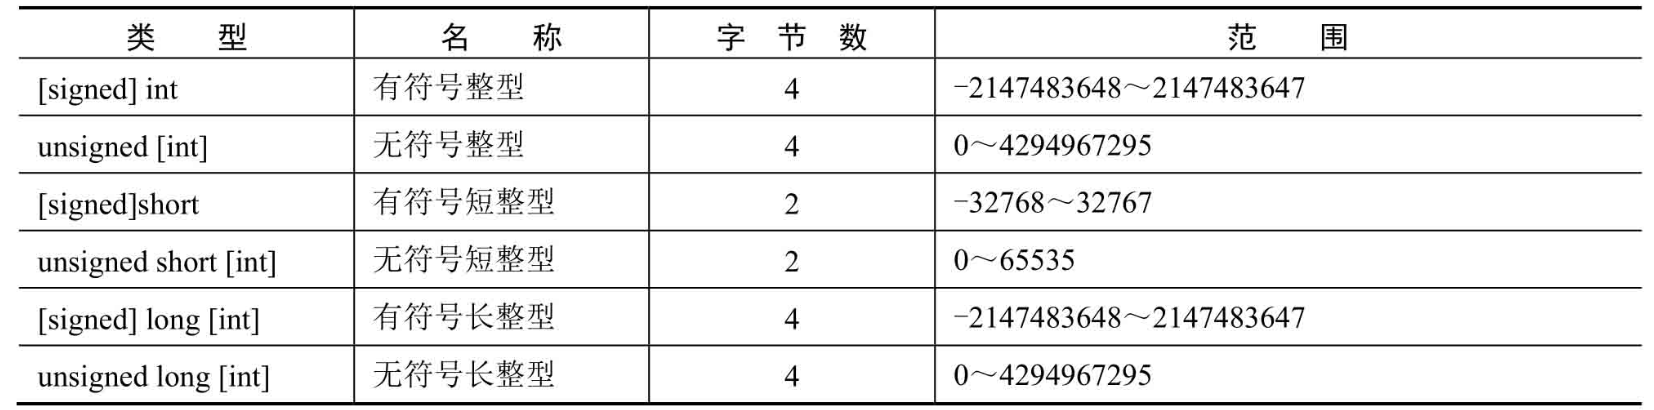 类 型 名 称 字 节 数 范 围
[signed] int 有符号整型 4 -2147483648～2147483647
unsigned [int] 无符号整型 4 0～4294967295
[signed]short 有符号短整型 2 -32768～32767
unsigned short [int] 无符号短整型 2 0～65535
[signed] long [int] 有符号长整型 4 -2147483648～2147483647
unsigned long [int] 无符号长整型 4 0～4294967295